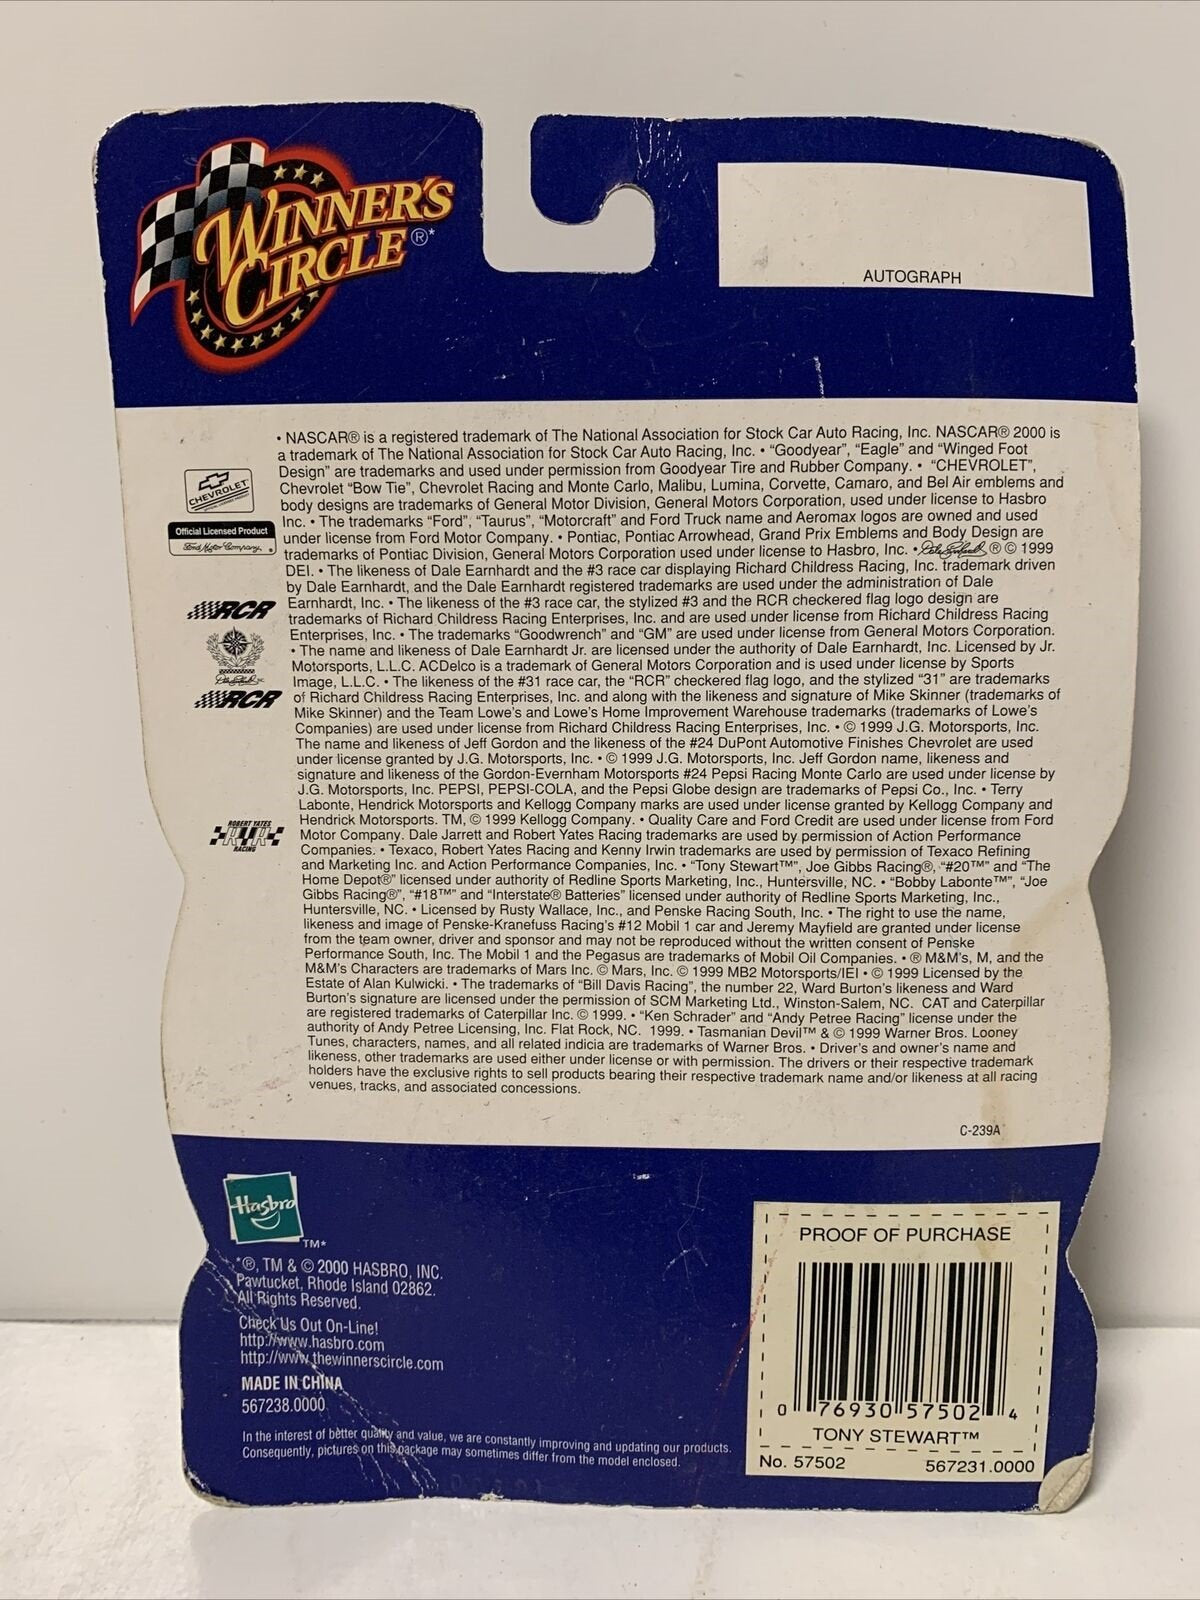 WINNER'S
CIRCLE®*
AUTOGRAPH
• NASCAR® is a registered trademark of The National Association for Stock Car Auto Racing, Inc. NASCAR® 2000 is
a trademark of The National Association for Stock Car Auto Racing, Inc. • "Goodyear", "Eagle" and "Winged Foot
Design" are trademarks and used under permission from Goodyear Tire and Rubber Company. • "CHEVROLET",
Chevrolet "Bow Tie", Chevrolet Racing and Monte Carlo, Malibu, Lumina, Corvette, Camaro, and Bel Air emblems and
body designs are trademarks of General Motor Division, General Motors Corporation, used under license to Hasbro
Inc. • The trademarks "Ford", "Taurus", "Motorcraft" and Ford Truck name and Aeromax logos are owned and used
under license from Ford Motor Company. • Pontiac, Pontiac Arrowhead, Grand Prix Emblems and Body Design are
trademarks of Pontiac Division, General Motors Corporation used under license to Hasbro, Inc. • Dale Earnhardt ® © 1999
DEI. • The likeness of Dale Earnhardt and the #3 race car displaying Richard Childress Racing, Inc. trademark driven
by Dale Earnhardt, and the Dale Earnhardt registered trademarks are used under the administration of Dale
Earnhardt, Inc. • The likeness of the #3 race car, the stylized #3 and the RCR checkered flag logo design are
trademarks of Richard Childress Racing Enterprises, Inc. and are used under license from Richard Childress Racing
Enterprises, Inc. • The trademarks "Goodwrench" and "GM" are used under license from General Motors Corporation.
• The name and likeness of Dale Earnhardt Jr. are licensed under the authority of Dale Earnhardt, Inc. Licensed by Jr.
Motorsports, L.L.C. ACDelco is a trademark of General Motors Corporation and is used under license by Sports
Image, L.L.C. • The likeness of the #31 race car, the "RCR" checkered flag logo, and the stylized "31" are trademarks
of Richard Childress Racing Enterprises, Inc. and along with the likeness and signature of Mike Skinner (trademarks of
Mike Skinner) and the Team Lowe's and Lowe's Home Improvement Warehouse trademarks (trademarks of Lowe's
Companies) are used under license from Richard Childress Racing Enterprises, Inc. • © 1999 J.G. Motorsports, Inc.
The name and likeness of Jeff Gordon and the likeness of the #24 DuPont Automotive Finishes Chevrolet are used
under license granted by J.G. Motorsports, Inc. • © 1999 J.G. Motorsports, Inc. Jeff Gordon name, likeness and
signature and likeness of the Gordon-Evernham Motorsports #24 Pepsi Racing Monte Carlo are used under license by
J.G. Motorsports, Inc. PEPSI, PEPSI-COLA, and the Pepsi Globe design are trademarks of Pepsi Co., Inc. • Terry
Labonte, Hendrick Motorsports and Kellogg Company marks are used under license granted by Kellogg Company and
Hendrick Motorsports. TM, © 1999 Kellogg Company. • Quality Care and Ford Credit are used under license from Ford
Motor Company. Dale Jarrett and Robert Yates Racing trademarks are used by permission of Action Performance
Companies. • Texaco, Robert Yates Racing and Kenny Irwin trademarks are used by permission of Texaco Refining
and Marketing Inc. and Action Performance Companies, Inc. • "Tony Stewart™", Joe Gibbs Racing®, "#20™" and "The
Home Depot®" licensed under authority of Redline Sports Marketing, Inc., Huntersville, NC. • "Bobby Labonte™", "Joe
Gibbs Racing®", "#18™" and "Interstate® Batteries" licensed under authority of Redline Sports Marketing, Inc.,
Huntersville, NC. • Licensed by Rusty Wallace, Inc., and Penske Racing South, Inc. • The right to use the name,
likeness and image of Penske-Kranefuss Racing's #12 Mobil 1 car and Jeremy Mayfield are granted under license
from the team owner, driver and sponsor and may not be reproduced without the written consent of Penske
Performance South, Inc. The Mobil 1 and the Pegasus are trademarks of Mobil Oil Companies. • ® M&M's, M, and the
M&M's Characters are trademarks of Mars Inc. © Mars, Inc. © 1999 MB2 Motorsports/IEI • © 1999 Licensed by the
Estate of Alan Kulwicki. • The trademarks of "Bill Davis Racing", the number 22, Ward Burton's likeness and Ward
Burton's signature are licensed under the permission of SCM Marketing Ltd., Winston-Salem, NC. CAT and Caterpillar
are registered trademarks of Caterpillar Inc. © 1999. • "Ken Schrader" and "Andy Petree Racing" license under the
authority of Andy Petree Licensing, Inc. Flat Rock, NC. 1999. • Tasmanian Devil™ & © 1999 Warner Bros. Looney
Tunes, characters, names, and all related indicia are trademarks of Warner Bros. • Driver's and owner's name and
likeness, other trademarks are used either under license or with permission. The drivers or their respective trademark
holders have the exclusive rights to sell products bearing their respective trademark name and/or likeness at all racing
venues, tracks, and associated concessions.
CHEVROLET
Official Licensed Product
Ford Motor Company.
RCR
RCR
ROBERT YATES
RYR
RACING
C-239A
Hasbro
TM*
*®, TM & © 2000 HASBRO, INC.
Pawtucket, Rhode Island 02862.
All Rights Reserved.
Check Us Out On-Line!
http://www.hasbro.com
http://www.thewinnerscircle.com
MADE IN CHINA
567238.0000
In the interest of better quality and value, we are constantly improving and updating our products.
Consequently, pictures on this package may sometimes differ from the model enclosed.
PROOF OF PURCHASE
0 76930 57502 4
TONY STEWART™
No. 57502 567231.0000